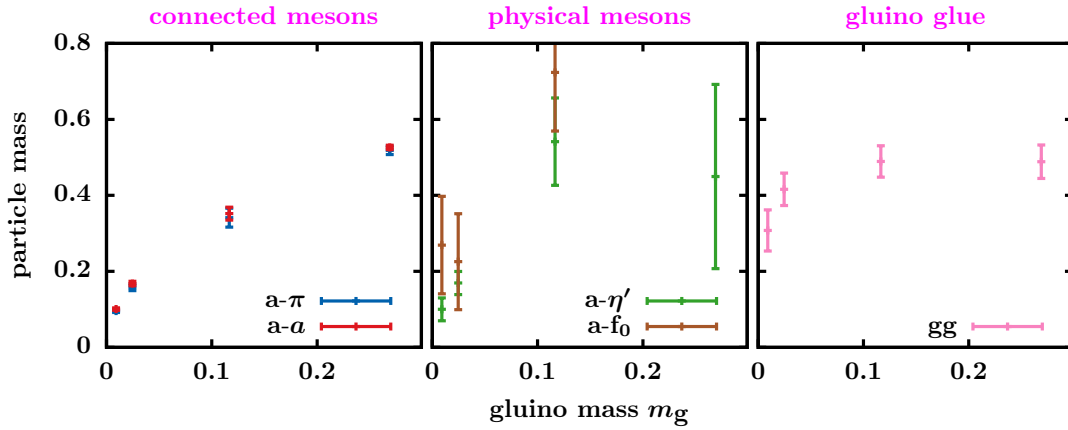 connected mesons physical mesons gluino glue
0.8
0.6
0.4
0.2
0
particle mass
a-π
a-a
a-η′
a-f₀
gg
0 0.1 0.2 0 0.1 0.2 0 0.1 0.2
gluino mass mg